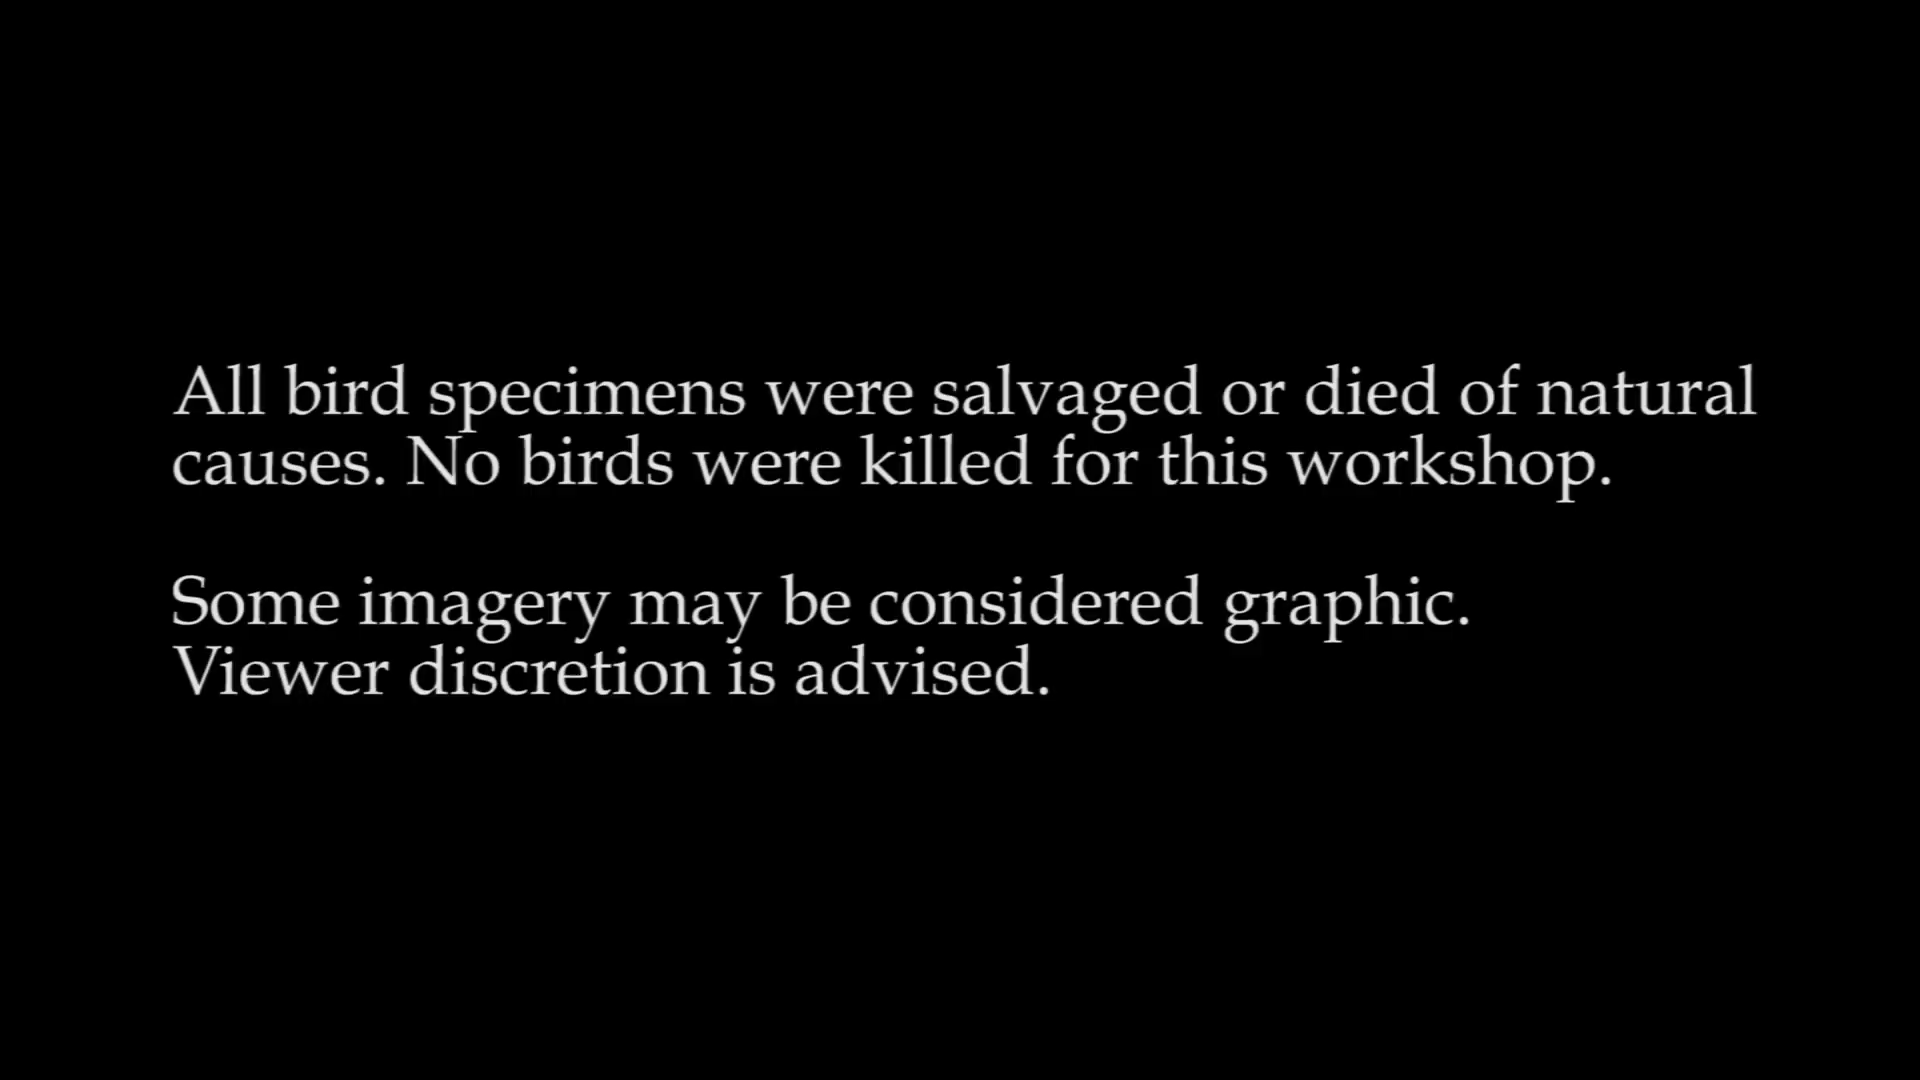 All bird specimens were salvaged or died of natural
causes. No birds were killed for this workshop.
Some imagery may be considered graphic.
Viewer discretion is advised.